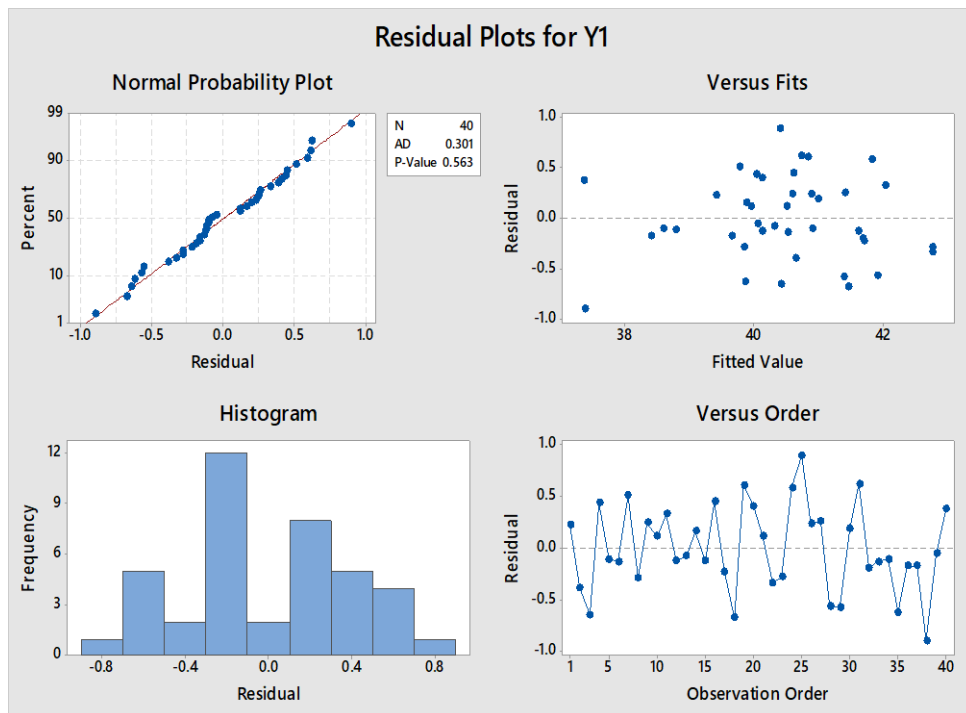 Residual Plots for Y1
Normal Probability Plot
99
90
50
10
1
Percent
-1.0 -0.5 0.0 0.5 1.0
Residual
N 40
AD 0.301
P-Value 0.563
Versus Fits
1.0
0.5
0.0
-0.5
-1.0
Residual
38 40 42
Fitted Value
Histogram
12
9
6
3
0
Frequency
-0.8 -0.4 0.0 0.4 0.8
Residual
Versus Order
1.0
0.5
0.0
-0.5
-1.0
Residual
1 5 10 15 20 25 30 35 40
Observation Order